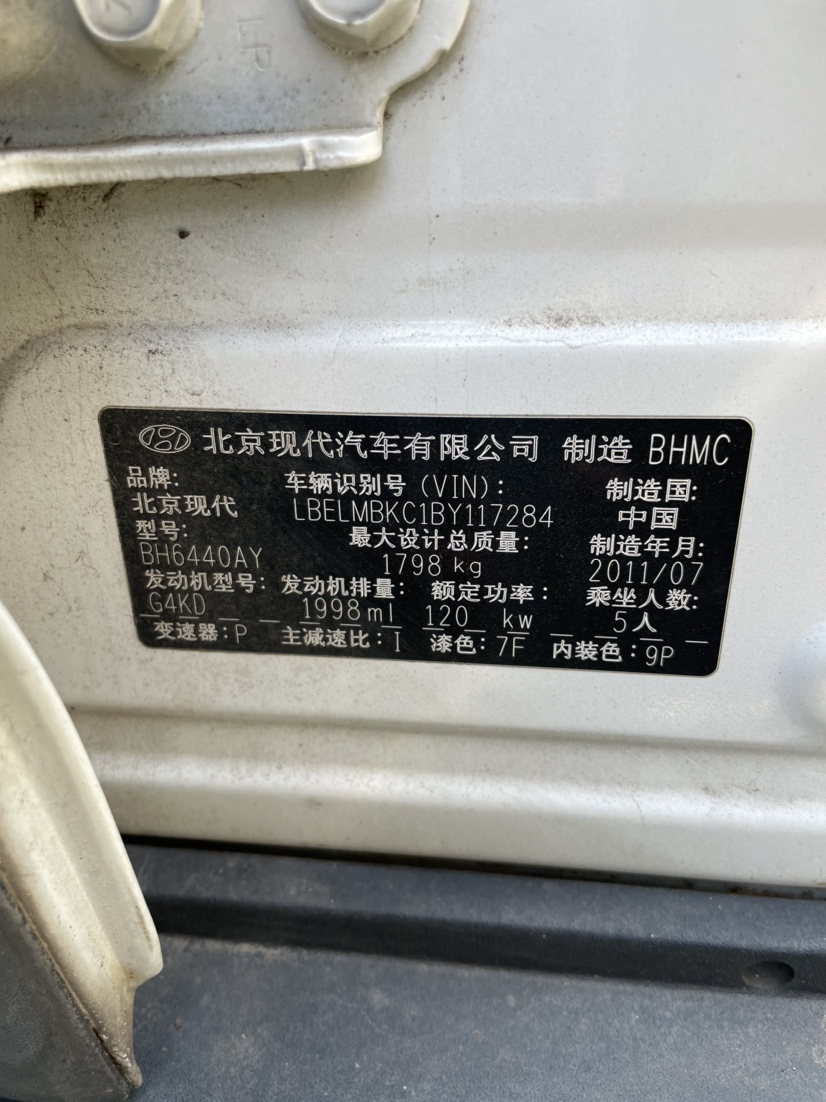 LP
北京现代汽车有限公司 制造 BHMC
品牌: 车辆识别号 (VIN): 制造国:
北京现代 LBELMBKC1BY117284 中国
型号: 最大设计总质量: 制造年月:
BH6440AY 1798 kg 2011/07
发动机型号: 发动机排量: 额定功率: 乘坐人数:
G4KD 1998 ml 120 kw 5人
变速器: P 主减速比: I 漆色: 7F 内装色: 9P